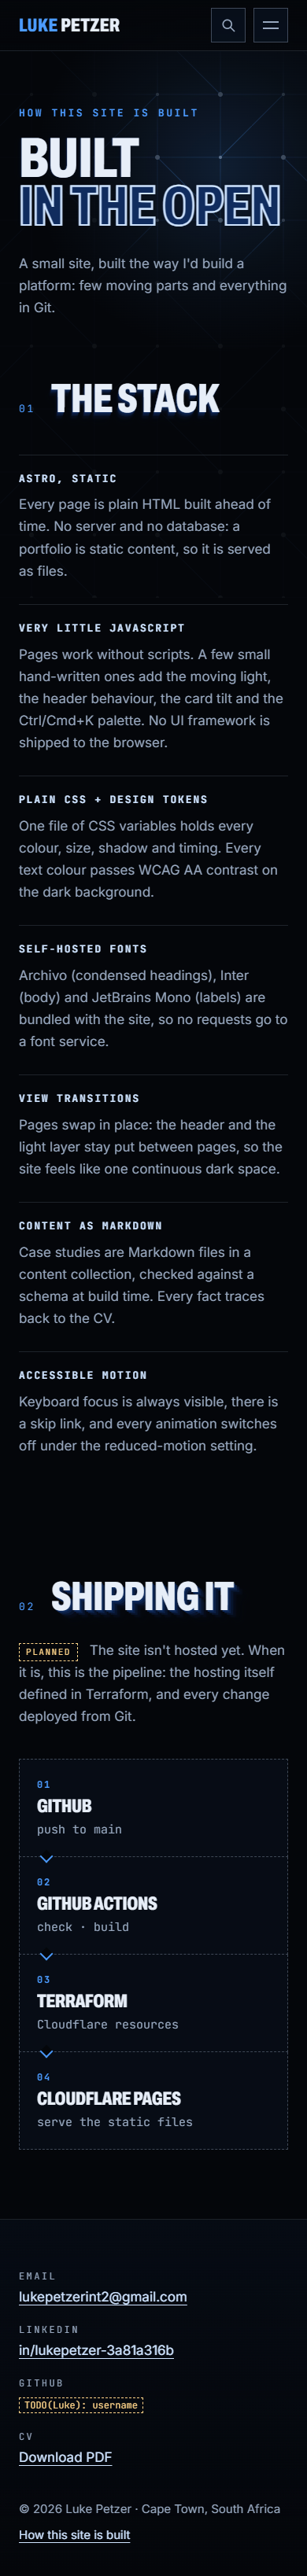 LUKE PETZER
HOW THIS SITE IS BUILT
BUILT
IN THE OPEN
A small site, built the way I'd build a
platform: few moving parts and everything
in Git.
01 THE STACK
ASTRO, STATIC
Every page is plain HTML built ahead of
time. No server and no database: a
portfolio is static content, so it is served
as files.
VERY LITTLE JAVASCRIPT
Pages work without scripts. A few small
hand-written ones add the moving light,
the header behaviour, the card tilt and the
Ctrl/Cmd+K palette. No UI framework is
shipped to the browser.
PLAIN CSS + DESIGN TOKENS
One file of CSS variables holds every
colour, size, shadow and timing. Every
text colour passes WCAG AA contrast on
the dark background.
SELF-HOSTED FONTS
Archivo (condensed headings), Inter
(body) and JetBrains Mono (labels) are
bundled with the site, so no requests go to
a font service.
VIEW TRANSITIONS
Pages swap in place: the header and the
light layer stay put between pages, so the
site feels like one continuous dark space.
CONTENT AS MARKDOWN
Case studies are Markdown files in a
content collection, checked against a
schema at build time. Every fact traces
back to the CV.
ACCESSIBLE MOTION
Keyboard focus is always visible, there is
a skip link, and every animation switches
off under the reduced-motion setting.
02 SHIPPING IT
PLANNED The site isn't hosted yet. When
it is, this is the pipeline: the hosting itself
defined in Terraform, and every change
deployed from Git.
01
GITHUB
push to main
02
GITHUB ACTIONS
check · build
03
TERRAFORM
Cloudflare resources
04
CLOUDFLARE PAGES
serve the static files
EMAIL
lukepetzerint2@gmail.com
LINKEDIN
in/lukepetzer-3a81a316b
GITHUB
TODO(Luke): username
CV
Download PDF
© 2026 Luke Petzer · Cape Town, South Africa
How this site is built